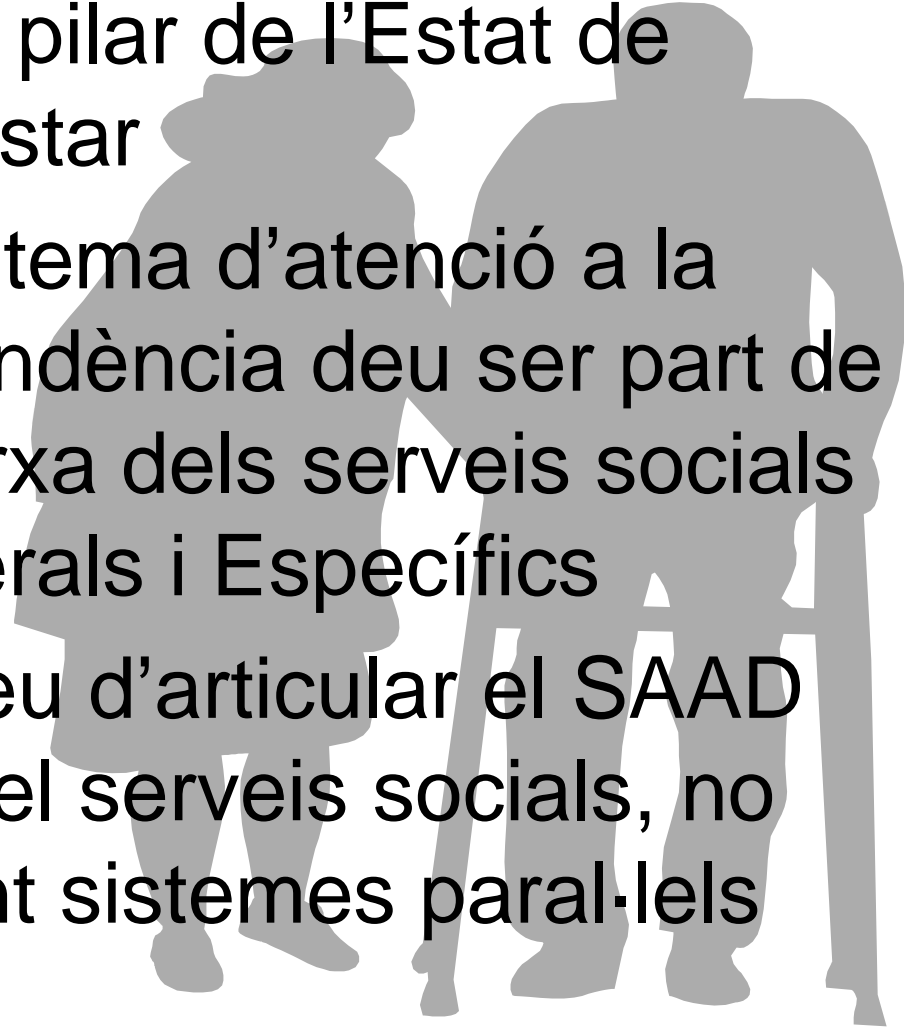 pilar de l’Estat de
star
tema d’atenció a la
ndència deu ser part de
rxa dels serveis socials
erals i Específics
eu d’articular el SAAD
el serveis socials, no
nt sistemes paral·lels